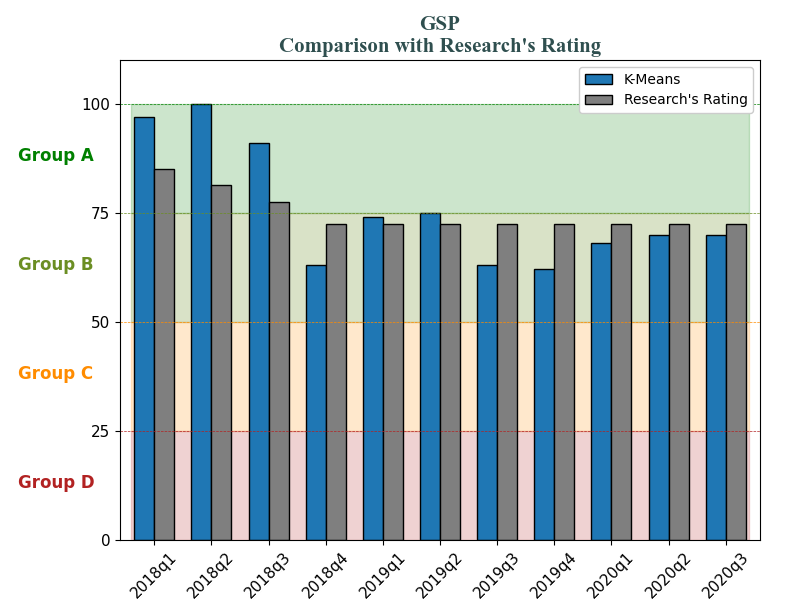 GSP
Comparison with Research's Rating
K-Means
Research's Rating
100
Group A
75
Group B
50
Group C
25
Group D
0
2018q1
2018q2
2018q3
2018q4
2019q1
2019q2
2019q3
2019q4
2020q1
2020q2
2020q3